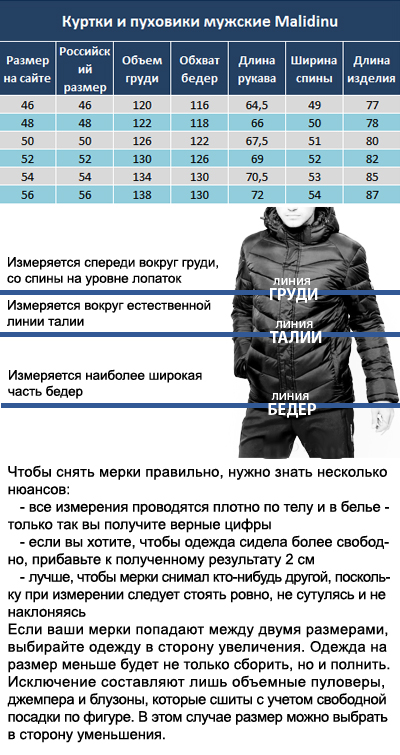 Куртки и пуховики мужские Malidinu
Размер на сайте Российский размер Объем груди Обхват бедер Длина рукава Ширина спины Длина изделия
46 46 120 116 64,5 49 77
48 48 122 118 66 50 78
50 50 126 122 67,5 51 80
52 52 130 126 69 52 82
54 54 134 130 70,5 53 85
56 56 138 130 72 54 87
Измеряется спереди вокруг груди,
со спины на уровне лопаток
ЛИНИЯ
ГРУДИ
Измеряется вокруг естественной
линии талии
ЛИНИЯ
ТАЛИИ
Измеряется наиболее широкая
часть бедер
ЛИНИЯ
БЕДЕР
Чтобы снять мерки правильно, нужно знать несколько
нюансов:
- все измерения проводятся плотно по телу и в белье -
только так вы получите верные цифры
- если вы хотите, чтобы одежда сидела более свобод-
но, прибавьте к полученному результату 2 см
- лучше, чтобы мерки снимал кто-нибудь другой, посколь-
ку при измерении следует стоять ровно, не сутулясь и не
наклоняясь
Если ваши мерки попадают между двумя размерами,
выбирайте одежду в сторону увеличения. Одежда на
размер меньше будет не только сборить, но и полнить.
Исключение составляют лишь объемные пуловеры,
джемпера и блузоны, которые сшиты с учетом свободной
посадки по фигуре. В этом случае размер можно выбрать
в сторону уменьшения.